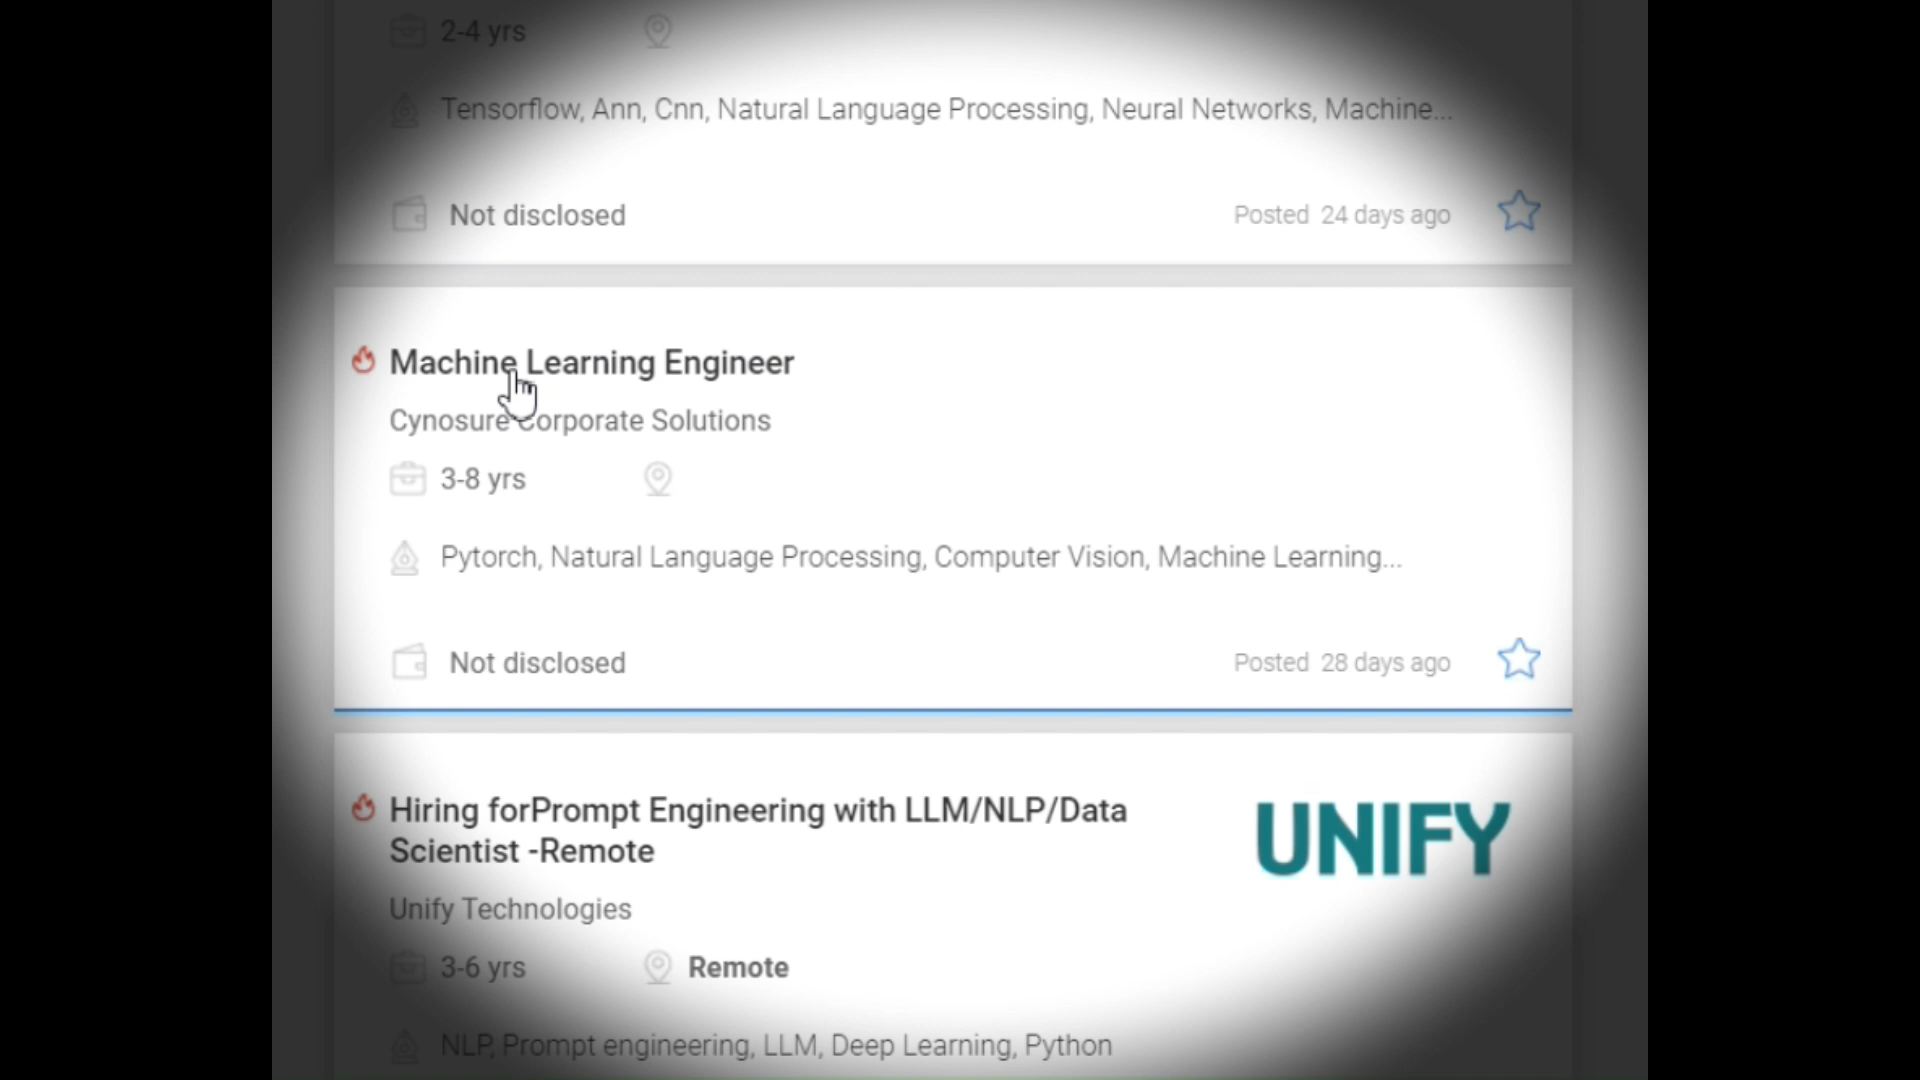 2-4 yrs
Tensorflow, Ann, Cnn, Natural Language Processing, Neural Networks, Machine...
Not disclosed
Posted 24 days ago
Machine Learning Engineer
Cynosure Corporate Solutions
3-8 yrs
Pytorch, Natural Language Processing, Computer Vision, Machine Learning...
Not disclosed
Posted 28 days ago
Hiring forPrompt Engineering with LLM/NLP/Data
Scientist -Remote
UNIFY
Unify Technologies
3-6 yrs
Remote
NLP, Prompt engineering, LLM, Deep Learning, Python